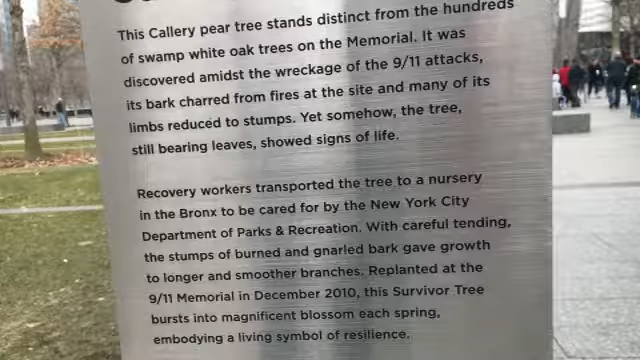 This Callery pear tree stands distinct from the hundreds
of swamp white oak trees on the Memorial. It was
discovered amidst the wreckage of the 9/11 attacks,
its bark charred from fires at the site and many of its
limbs reduced to stumps. Yet somehow, the tree,
still bearing leaves, showed signs of life.
Recovery workers transported the tree to a nursery
in the Bronx to be cared for by the New York City
Department of Parks & Recreation. With careful tending,
the stumps of burned and gnarled bark gave growth
to longer and smoother branches. Replanted at the
9/11 Memorial in December 2010, this Survivor Tree
bursts into magnificent blossom each spring,
embodying a living symbol of resilience.